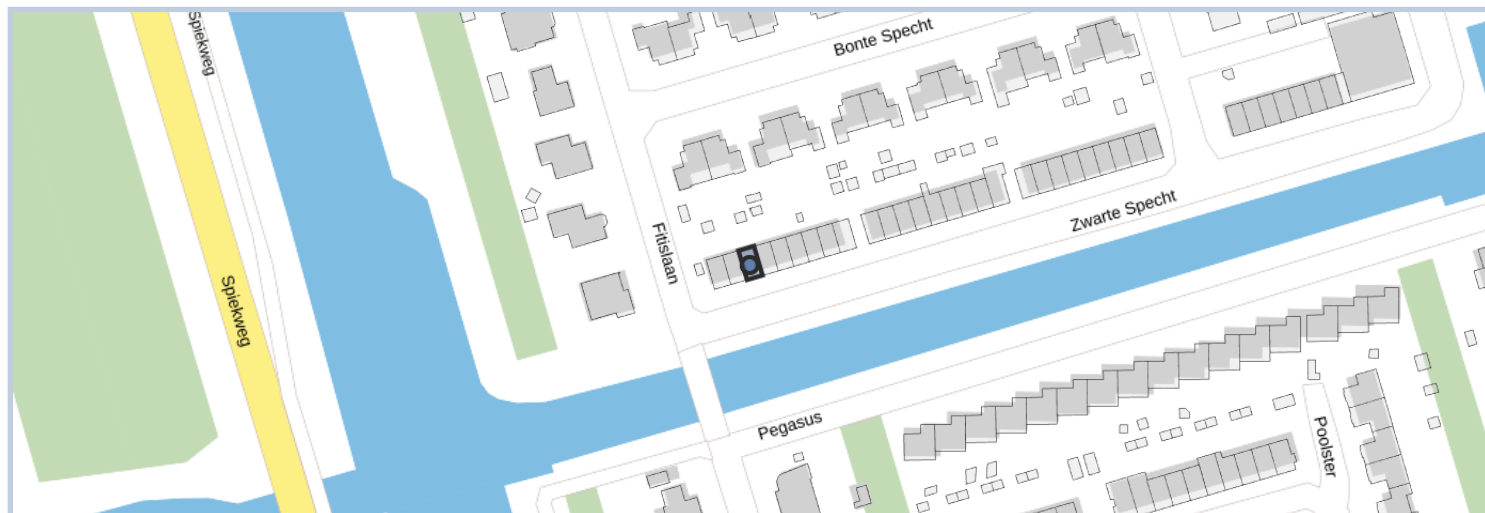 Spiekweg
Bonte Specht
Zwarte Specht
Fitislaan
Spiekweg
Pegasus
Poolster